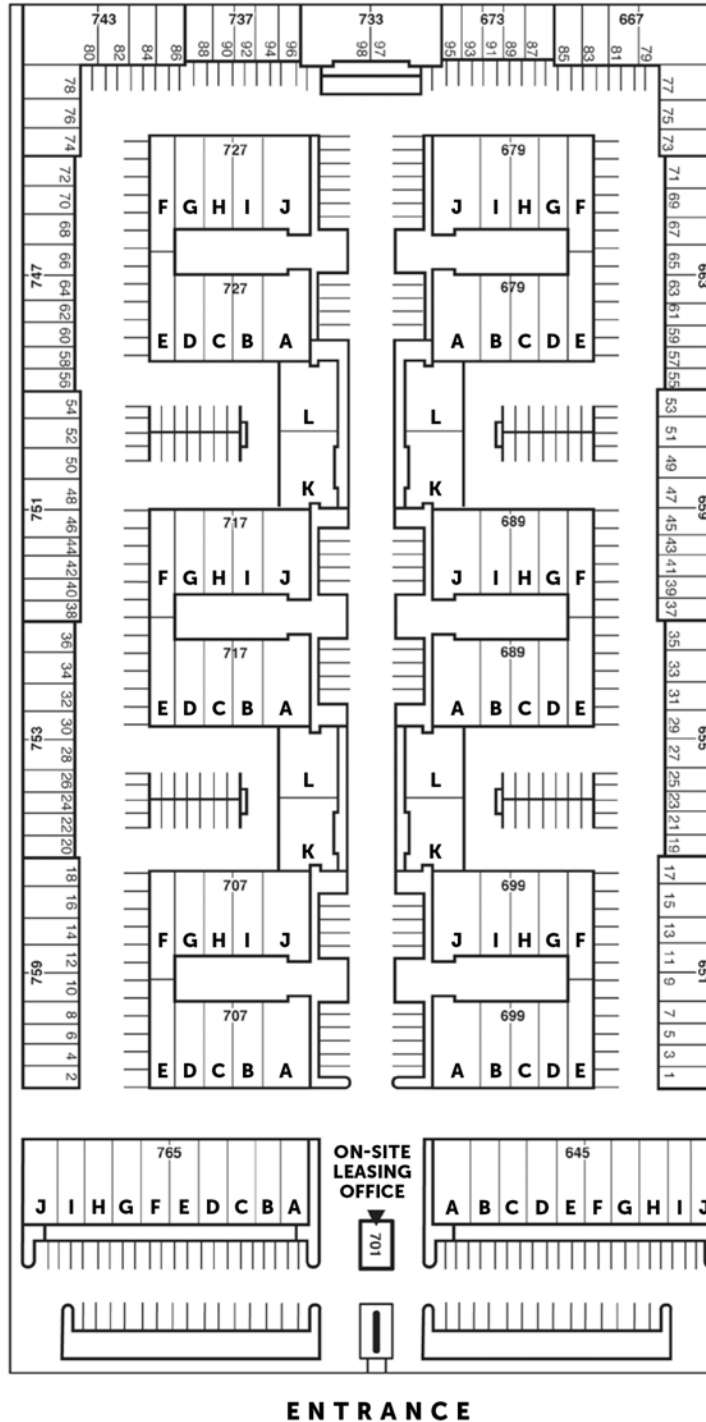 743 737 733 673 667
80 82 84 86 88 90 92 94 96 98 97 95 93 91 89 87 85 83 81 79
78 77
76 75
74 727 679 73
72 71
70 F G H I J J I H G F 69
68 67
66 65
747 663
64 727 679 63
62 61
60 E D C B A A B C D E 59
58 57
56 55
54 L L 53
52 51
50 49
48 K K 47
751 659
46 717 689 45
44 43
42 F G H I J J I H G F 41
40 39
38 37
36 35
34 717 689 33
32 31
30 E D C B A A B C D E 29
753 655
28 27
26 L L 25
24 23
22 21
20 K K 19
18 707 699 17
16 15
14 F G H I J J I H G F 13
12 11
759 651
10 9
8 707 699 7
6 5
4 E D C B A A B C D E 3
2 1
765 645
J I H G F E D C B A A B C D E F G H I J
ON-SITE
LEASING
OFFICE
701
ENTRANCE